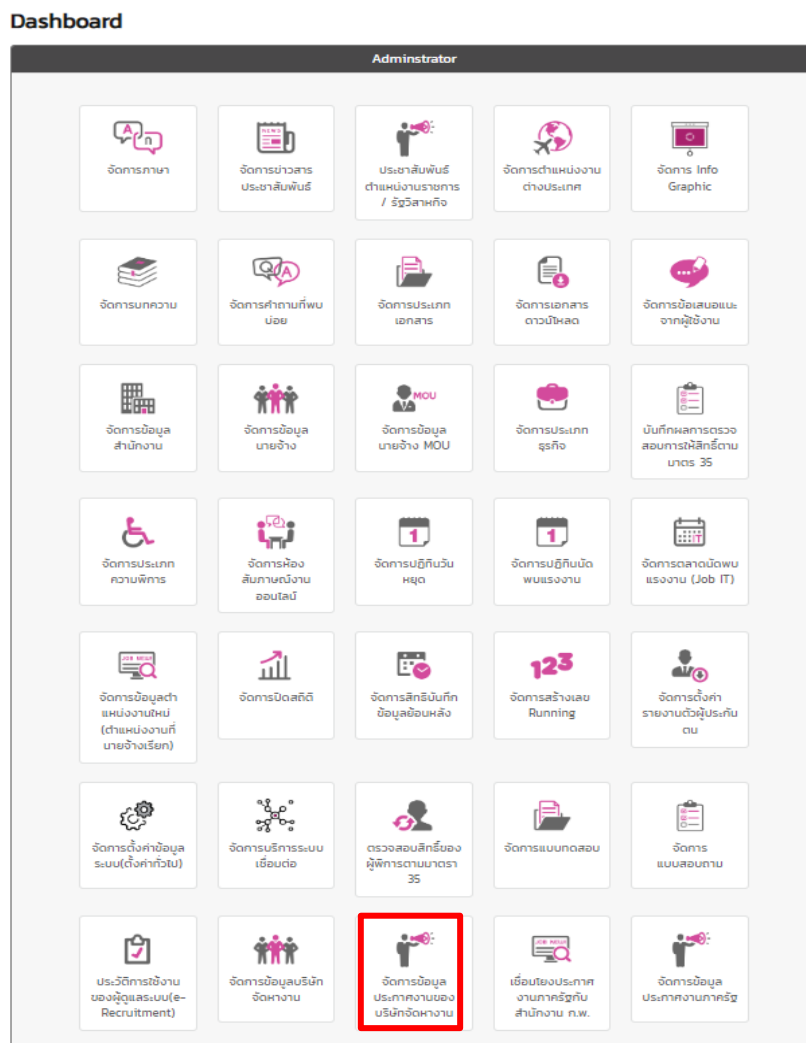 Dashboard
Adminstrator
จัดการภาษา
จัดการข่าวสาร
ประชาสัมพันธ์
ประชาสัมพันธ์
ตำแหน่งงานราชการ
/ รัฐวิสาหกิจ
จัดการตำแหน่งงาน
ต่างประเทศ
จัดการ Info
Graphic
จัดการบทความ
จัดการคำถามที่พบ
บ่อย
จัดการประเภท
เอกสาร
จัดการเอกสาร
ดาวน์โหลด
จัดการข้อเสนอแนะ
จากผู้ใช้งาน
จัดการข้อมูล
สำนักงาน
จัดการข้อมูล
นายจ้าง
MOU
จัดการข้อมูล
นายจ้าง MOU
จัดการประเภท
ธุรกิจ
บันทึกผลการตรวจ
สอบการให้สิทธิ์ตาม
มาตร 35
จัดการประเภท
ความพิการ
จัดการห้อง
สัมภาษณ์งาน
ออนไลน์
จัดการปฏิทินวัน
หยุด
จัดการปฏิทินนัด
พบแรงงาน
จัดการตลาดนัดพบ
แรงงาน (Job IT)
จัดการข้อมูลตำ
แหน่งงานใหม่
(ตำแหน่งงานที่
นายจ้างเรียก)
จัดการปิดสถิติ
จัดการสิทธิบันทึก
ข้อมูลย้อนหลัง
123
จัดการสร้างเลข
Running
จัดการตั้งค่า
รายงานตัวผู้ประกัน
ตน
จัดการตั้งค่าข้อมูล
ระบบ(ตั้งค่าทั่วไป)
จัดการบริการระบบ
เชื่อมต่อ
ตรวจสอบสิทธิ์ของ
ผู้พิการตามมาตรา
35
จัดการแบบทดสอบ
จัดการ
แบบสอบถาม
ประวัติการใช้งาน
ของผู้ดูแลระบบ(e-
Recruitment)
จัดการข้อมูลบริษัท
จัดหางาน
จัดการข้อมูล
ประกาศงานของ
บริษัทจัดหางาน
เชื่อมโยงประกาศ
งานภาครัฐกับ
สำนักงาน ก.พ.
จัดการข้อมูล
ประกาศงานภาครัฐ